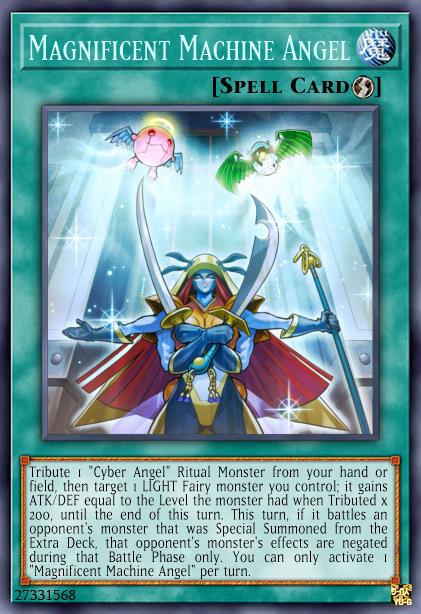 Magnificent Machine Angel
魔
[Spell Card]
Tribute 1 "Cyber Angel" Ritual Monster from your hand or
field, then target 1 LIGHT Fairy monster you control; it gains
ATK/DEF equal to the Level the monster had when Tributed x
200, until the end of this turn. This turn, if it battles an
opponent's monster that was Special Summoned from the
Extra Deck, that opponent's monster's effects are negated
during that Battle Phase only. You can only activate 1
"Magnificent Machine Angel" per turn.
27331568